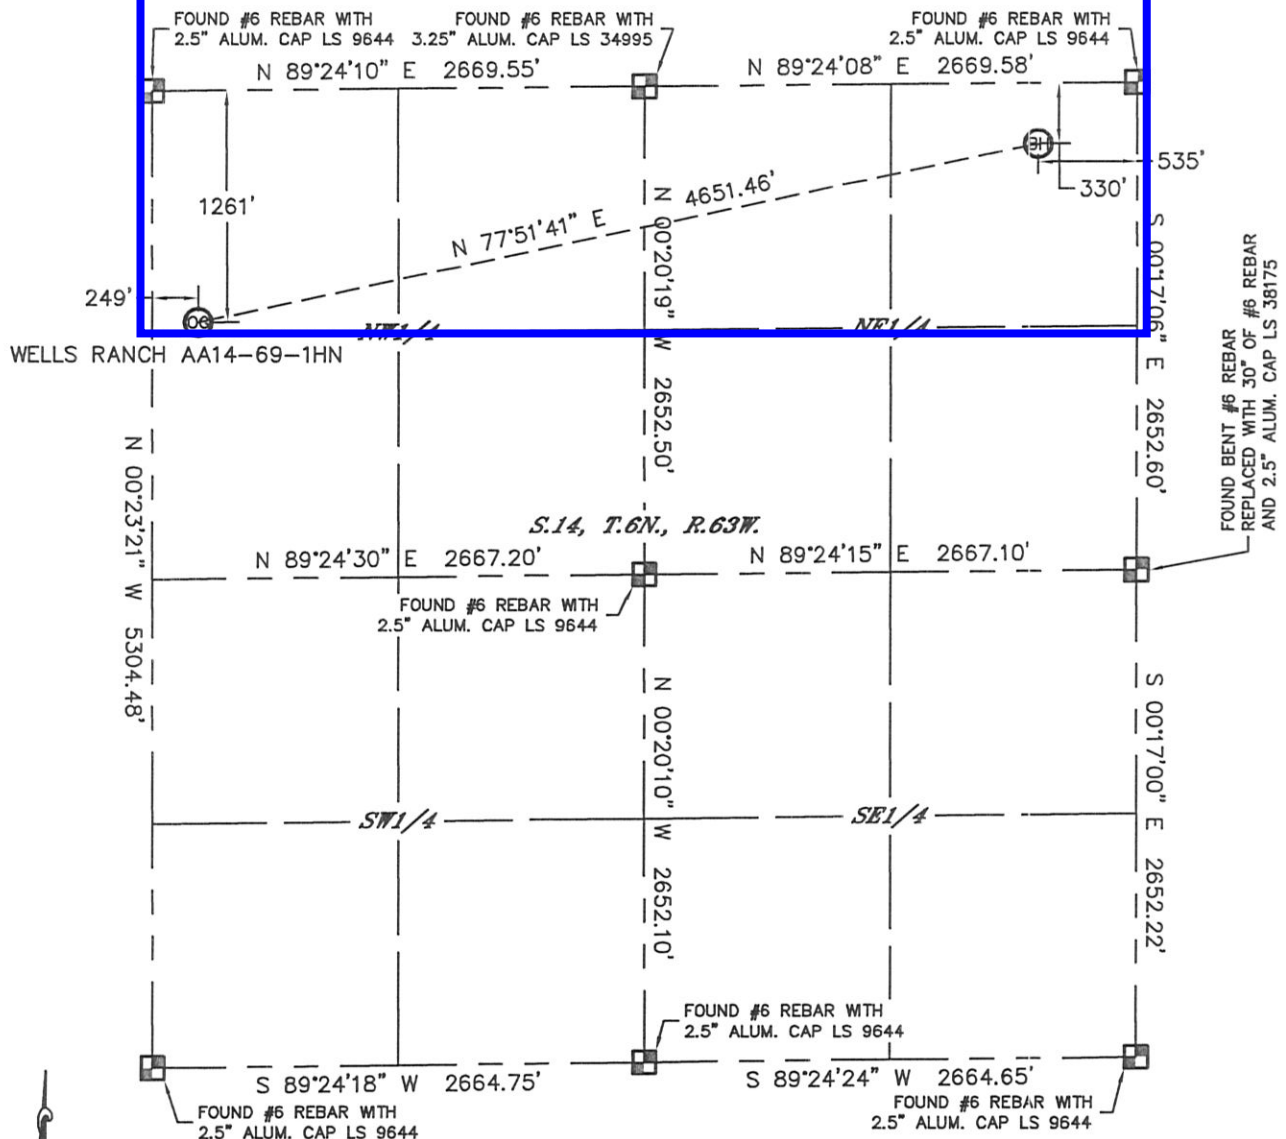 FOUND #6 REBAR WITH
2.5" ALUM. CAP LS 9644
FOUND #6 REBAR WITH
3.25" ALUM. CAP LS 34995
FOUND #6 REBAR WITH
2.5" ALUM. CAP LS 9644
N 89°24'10" E 2669.55'
N 89°24'08" E 2669.58'
BH
535'
330'
1261'
N 77°51'41" E 4651.46'
N 00°20'19" W 2652.50'
S 00°17'06" E 2652.60'
249'
OG
NW1/4
NE1/4
WELLS RANCH AA14-69-1HN
FOUND BENT #6 REBAR
REPLACED WITH 30" OF #6 REBAR
AND 2.5" ALUM. CAP LS 38175
N 00°23'21" W 5304.48'
S.14, T.6N., R.63W.
N 89°24'30" E 2667.20'
N 89°24'15" E 2667.10'
FOUND #6 REBAR WITH
2.5" ALUM. CAP LS 9644
N 00°20'10" W 2652.10'
S 00°17'00" E 2652.22'
SW1/4
SE1/4
FOUND #6 REBAR WITH
2.5" ALUM. CAP LS 9644
S 89°24'18" W 2664.75'
S 89°24'24" W 2664.65'
FOUND #6 REBAR WITH
2.5" ALUM. CAP LS 9644
FOUND #6 REBAR WITH
2.5" ALUM. CAP LS 9644